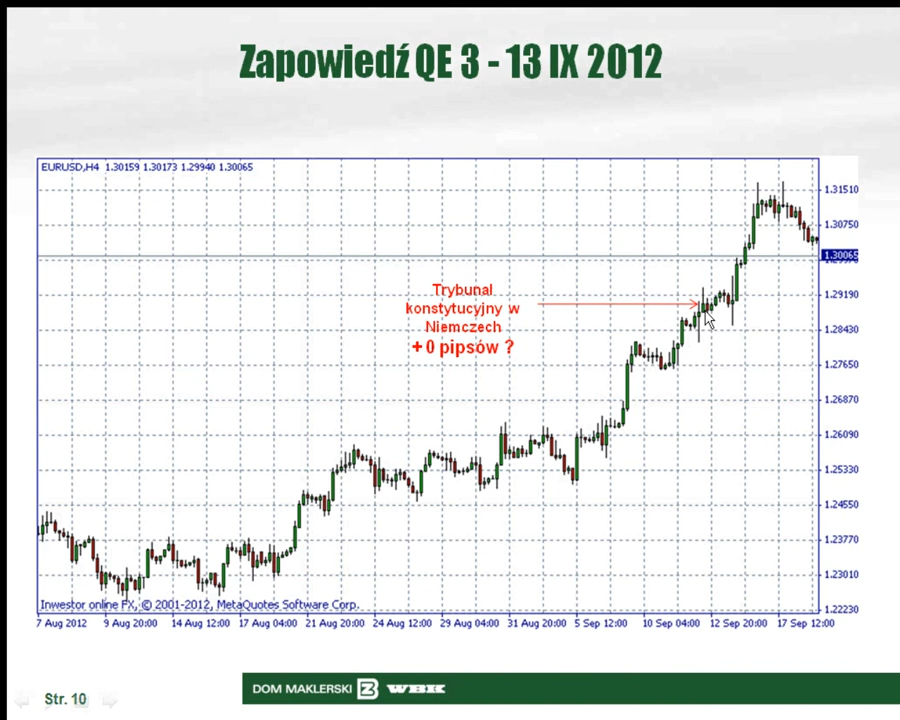 Zapowiedź QE 3 - 13 IX 2012
EURUSD,H4 1.30159 1.30173 1.29940 1.30065
1.31510
1.30750
1.30065
1.29190
1.28430
1.27650
1.26870
1.26090
1.25330
1.24550
1.23770
1.23010
1.22230
Trybunał
konstytucyjny w
Niemczech
+ 0 pipsów ?
Inwestor online FX, © 2001-2012, MetaQuotes Software Corp.
7 Aug 2012 9 Aug 20:00 14 Aug 12:00 17 Aug 04:00 21 Aug 20:00 24 Aug 12:00 29 Aug 04:00 31 Aug 20:00 5 Sep 12:00 10 Sep 04:00 12 Sep 20:00 17 Sep 12:00
Str. 10
DOM MAKLERSKI Z WBK